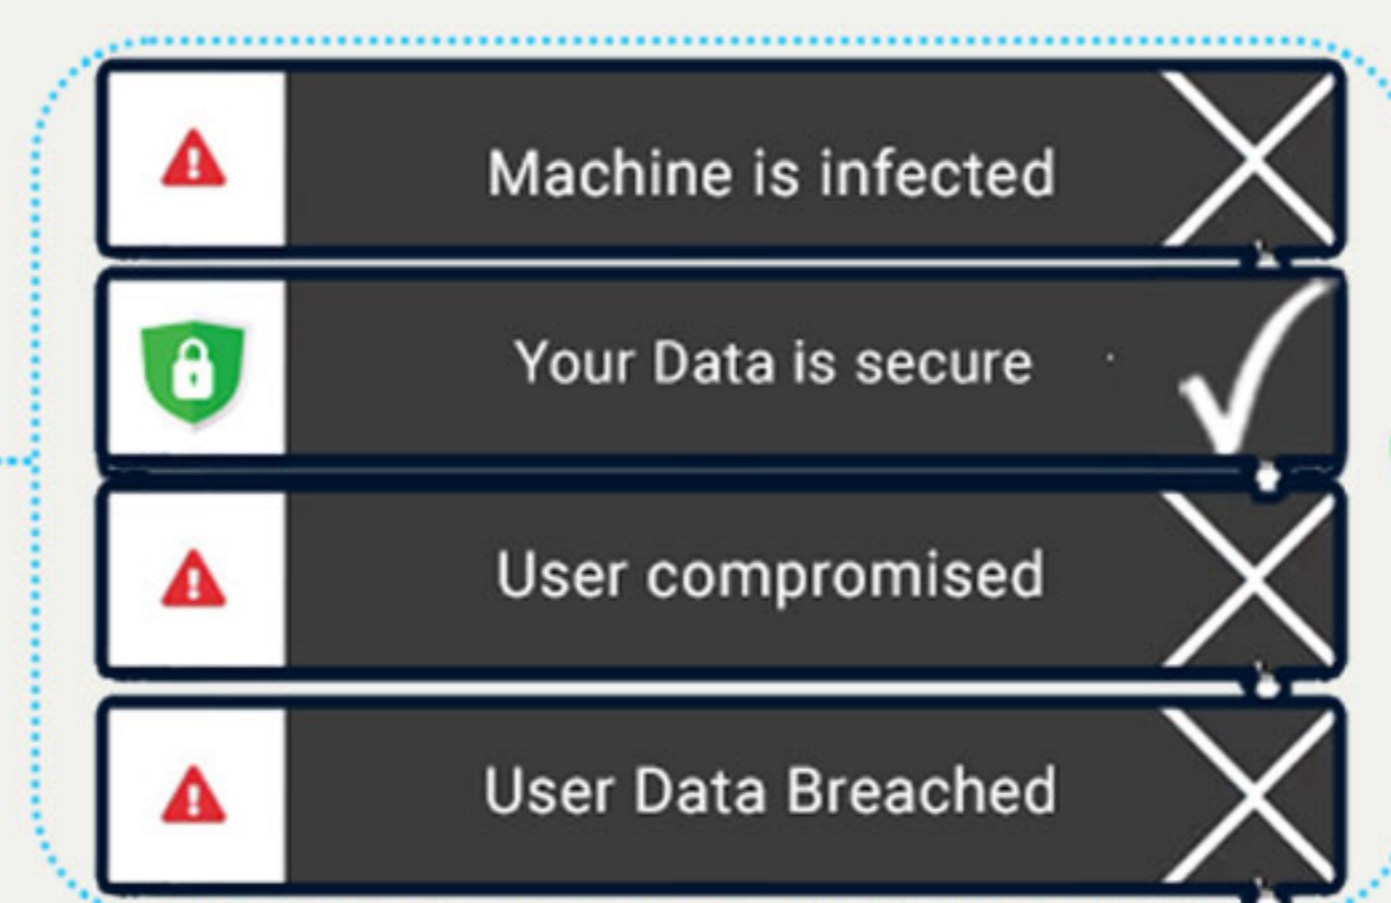 Machine is infected
Your Data is secure
User compromised
User Data Breached